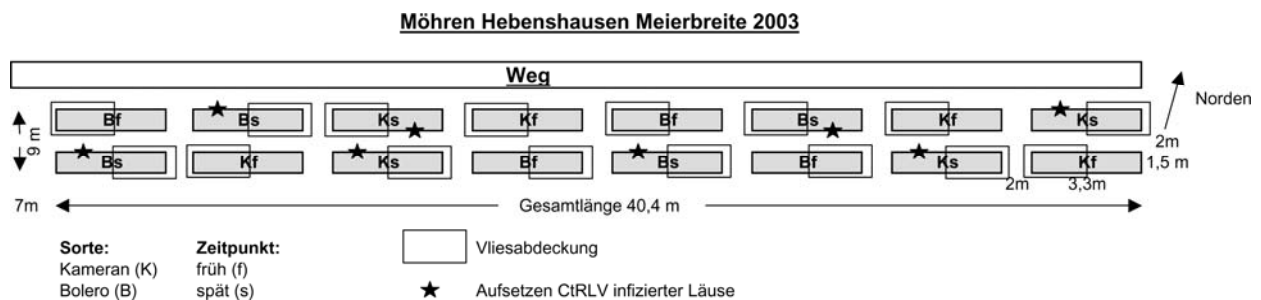 Möhren Hebenshausen Meierbreite 2003
Weg
Norden
Bf Bs Ks Kf Bf Bs Kf Ks
9 m
2m
Bs Kf Ks Bf Bs Bf Ks Kf
1,5 m
2m 3,3m
7m Gesamtlänge 40,4 m
Sorte: Zeitpunkt: Vliesabdeckung
Kameran (K) früh (f)
Bolero (B) spät (s) Aufsetzen CtRLV infizierter Läuse